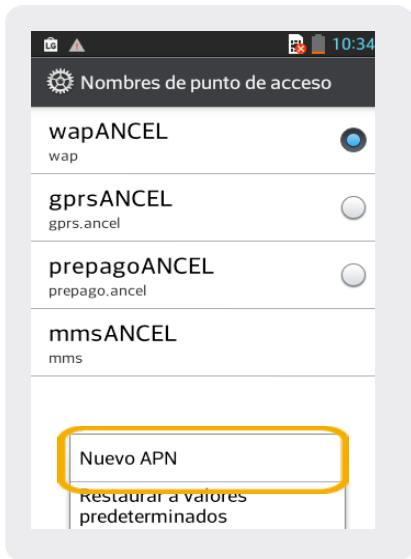 LG
10:34
Nombres de punto de acceso
wapANCEL
wap
gprsANCEL
gprs.ancel
prepagoANCEL
prepago.ancel
mmsANCEL
mms
Nuevo APN
Restaurar a valores
predeterminados